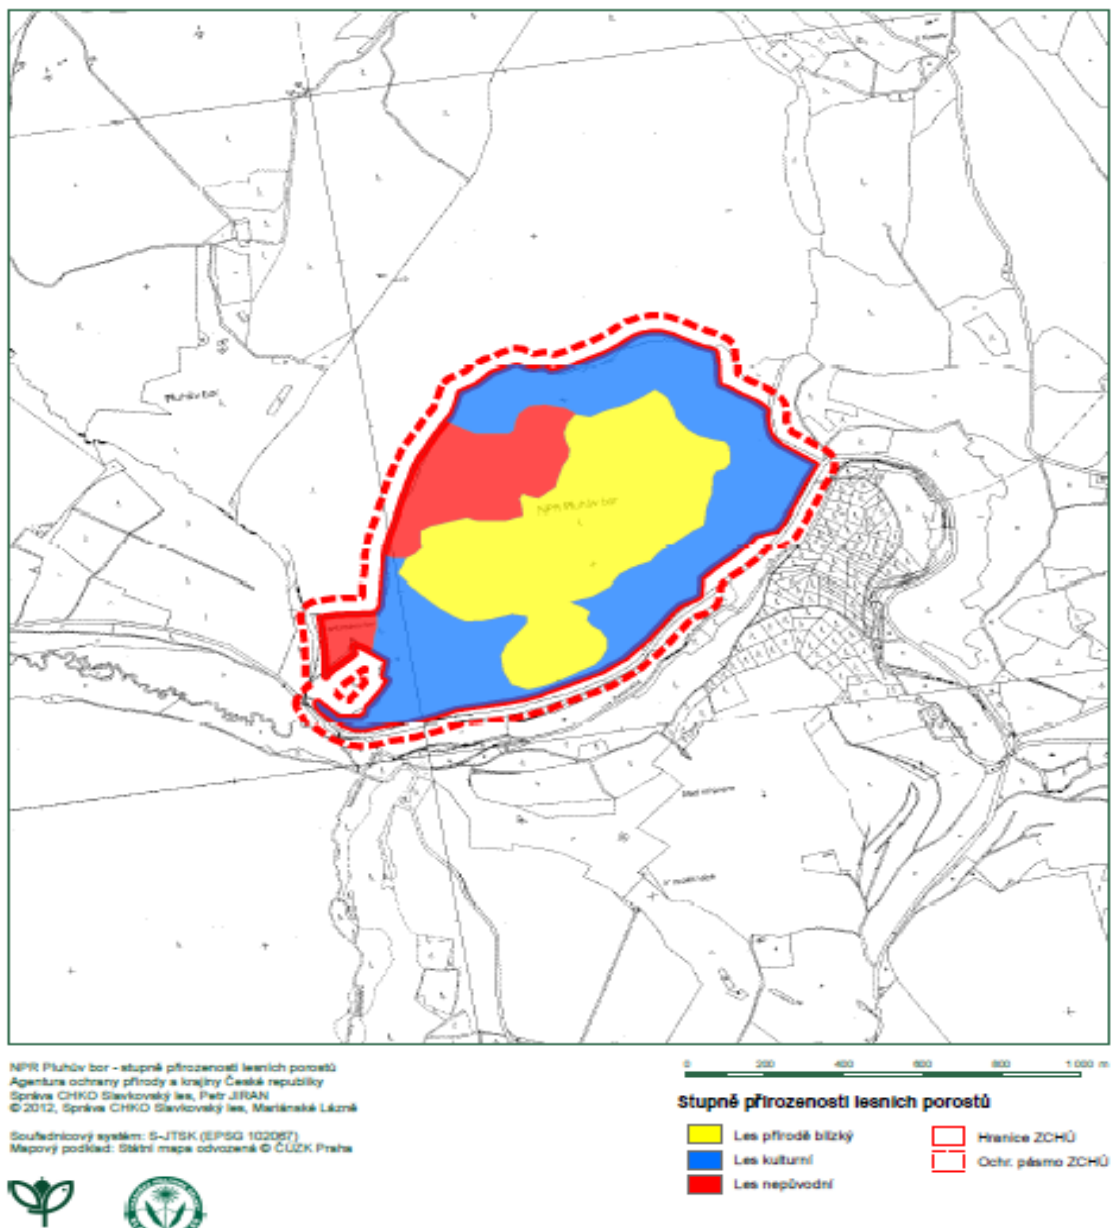 Pluhův bor
NPR Pluhův bor
NPR Pluhův bor - stupně přirozenosti lesních porostů
Agentura ochrany přírody a krajiny České republiky
Správa CHKO Slavkovský les, Petr JIRAN
© 2012, Správa CHKO Slavkovský les, Mariánské Lázně
Souřadnicový systém: S-JTSK (EPSG 102067)
Mapový podklad: Státní mapa odvozená © ČÚZK Praha
0 200 400 600 800 1 000 m
Stupně přirozenosti lesních porostů
Les přírodě blízký
Les kulturní
Les nepůvodní
Hranice ZCHÚ
Ochr. pásmo ZCHÚ